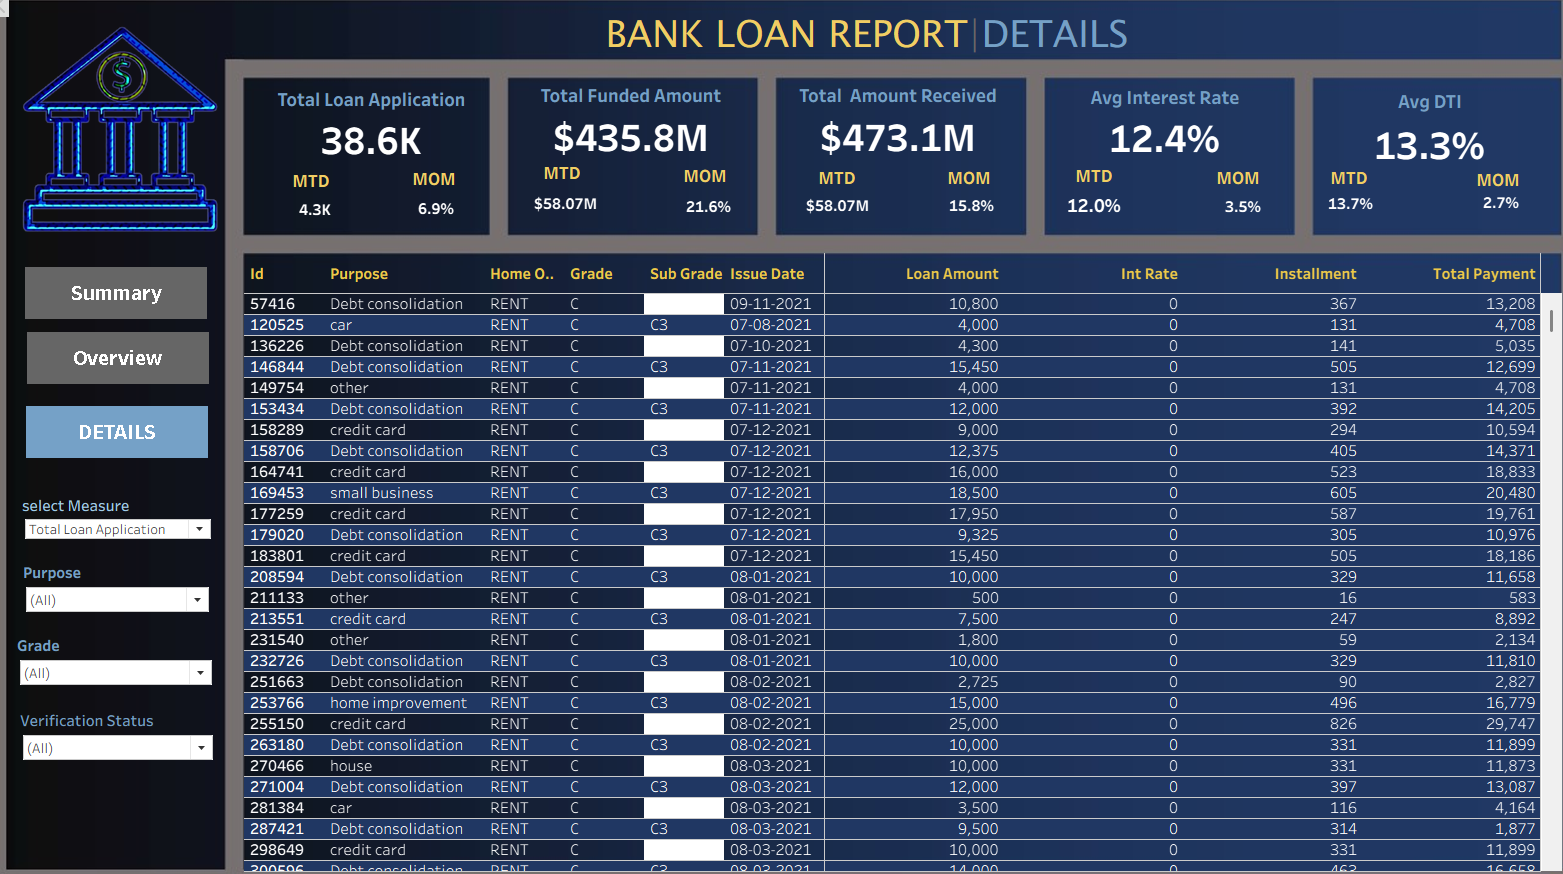 BANK LOAN REPORT|DETAILS
$
Total Loan Application
38.6K
MTD MOM
4.3K 6.9%
Total Funded Amount
$435.8M
MTD MOM
$58.07M 21.6%
Total Amount Received
$473.1M
MTD MOM
$58.07M 15.8%
Avg Interest Rate
12.4%
MTD MOM
12.0% 3.5%
Avg DTI
13.3%
MTD MOM
13.7% 2.7%
Summary
Overview
DETAILS
select Measure
Total Loan Application
Purpose
(All)
Grade
(All)
Verification Status
(All)
Id Purpose Home O.. Grade Sub Grade Issue Date Loan Amount Int Rate Installment Total Payment
57416 Debt consolidation RENT C 09-11-2021 10,800 0 367 13,208
120525 car RENT C C3 07-08-2021 4,000 0 131 4,708
136226 Debt consolidation RENT C 07-10-2021 4,300 0 141 5,035
146844 Debt consolidation RENT C C3 07-11-2021 15,450 0 505 12,699
149754 other RENT C 07-11-2021 4,000 0 131 4,708
153434 Debt consolidation RENT C C3 07-11-2021 12,000 0 392 14,205
158289 credit card RENT C 07-12-2021 9,000 0 294 10,594
158706 Debt consolidation RENT C C3 07-12-2021 12,375 0 405 14,371
164741 credit card RENT C 07-12-2021 16,000 0 523 18,833
169453 small business RENT C C3 07-12-2021 18,500 0 605 20,480
177259 credit card RENT C 07-12-2021 17,950 0 587 19,761
179020 Debt consolidation RENT C C3 07-12-2021 9,325 0 305 10,976
183801 credit card RENT C 07-12-2021 15,450 0 505 18,186
208594 Debt consolidation RENT C C3 08-01-2021 10,000 0 329 11,658
211133 other RENT C 08-01-2021 500 0 16 583
213551 credit card RENT C C3 08-01-2021 7,500 0 247 8,892
231540 other RENT C 08-01-2021 1,800 0 59 2,134
232726 Debt consolidation RENT C C3 08-01-2021 10,000 0 329 11,810
251663 Debt consolidation RENT C 08-02-2021 2,725 0 90 2,827
253766 home improvement RENT C C3 08-02-2021 15,000 0 496 16,779
255150 credit card RENT C 08-02-2021 25,000 0 826 29,747
263180 Debt consolidation RENT C C3 08-02-2021 10,000 0 331 11,899
270466 house RENT C 08-03-2021 10,000 0 331 11,873
271004 Debt consolidation RENT C C3 08-03-2021 12,000 0 397 13,087
281384 car RENT C 08-03-2021 3,500 0 116 4,164
287421 Debt consolidation RENT C C3 08-03-2021 9,500 0 314 1,877
298649 credit card RENT C 08-03-2021 10,000 0 331 11,899
Debt consolidation RENT C C3 08-03-2021 14,000 0